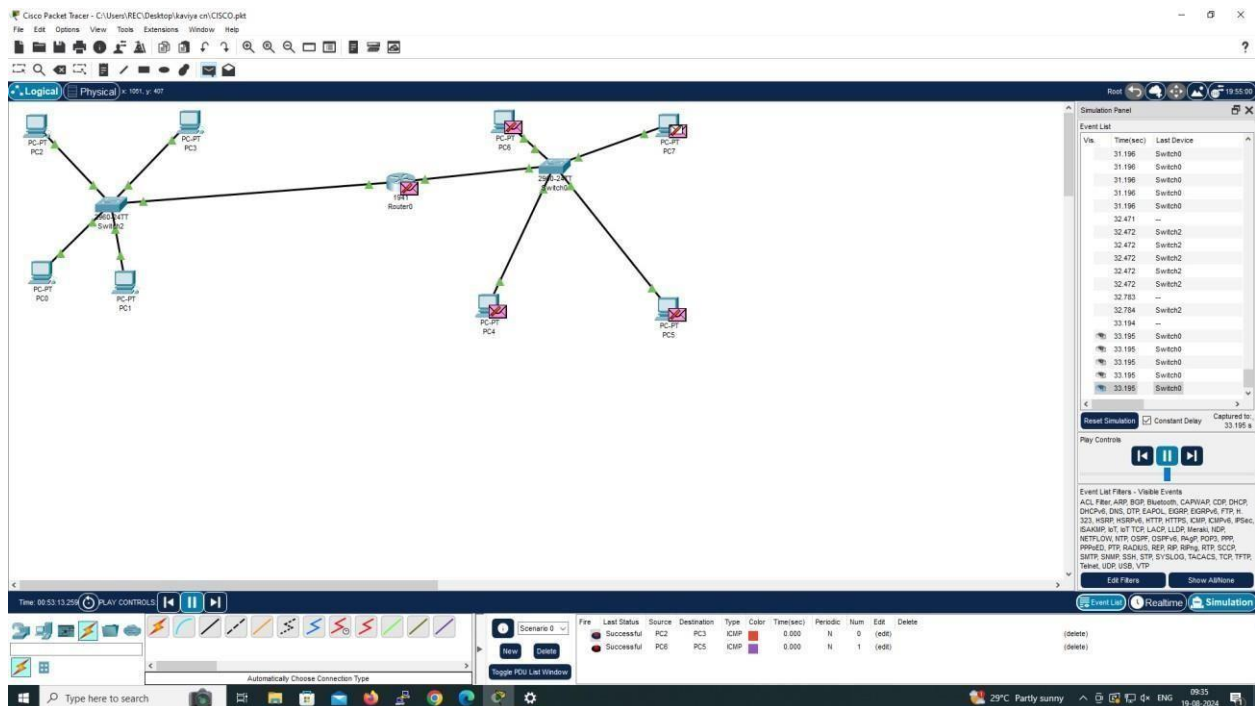 Cisco Packet Tracer - C:\Users\REC\Desktop\kaviya cn\CISCO.pkt
File Edit Options View Tools Extensions Window Help
?
Logical Physical x: 1051, y: 407
Root 19:55:00
PC-PT
PC2
PC-PT
PC3
2960-24TT
Switch2
PC-PT
PC0
PC-PT
PC1
1941
Router0
PC-PT
PC6
PC-PT
PC7
2960-24TT
Switch0
PC-PT
PC4
PC-PT
PC5
Simulation Panel
Event List
Vis. Time(sec) Last Device
31.196 Switch0
31.196 Switch0
31.196 Switch0
31.196 Switch0
31.196 Switch0
32.471 --
32.472 Switch2
32.472 Switch2
32.472 Switch2
32.472 Switch2
32.472 Switch2
32.783 --
32.784 Switch2
33.194 --
33.195 Switch0
33.195 Switch0
33.195 Switch0
33.195 Switch0
33.195 Switch0
Reset Simulation Constant Delay Captured to:
33.195 s
Play Controls
Event List Filters - Visible Events
ACL Filter, ARP, BGP, Bluetooth, CAPWAP, CDP, DHCP,
DHCPv6, DNS, DTP, EAPOL, EIGRP, EIGRPv6, FTP, H.
323, HSRP, HSRPv6, HTTP, HTTPS, ICMP, ICMPv6, IPSec,
ISAKMP, IoT, IoT TCP, LACP, LLDP, Meraki, NDP,
NETFLOW, NTP, OSPF, OSPFv6, PAgP, POP3, PPP,
PPPoED, PTP, RADIUS, REP, RIP, RIPng, RTP, SCCP,
SMTP, SNMP, SSH, STP, SYSLOG, TACACS, TCP, TFTP,
Telnet, UDP, USB, VTP
Edit Filters Show All/None
Time: 00:53:13.259 PLAY CONTROLS
Event List Realtime Simulation
Scenario 0
New Delete
Toggle PDU List Window
Fire Last Status Source Destination Type Color Time(sec) Periodic Num Edit Delete
Successful PC2 PC3 ICMP 0.000 N 0 (edit) (delete)
Successful PC6 PC5 ICMP 0.000 N 1 (edit) (delete)
Automatically Choose Connection Type
Type here to search
29°C Partly sunny ENG 09:35
19-08-2024